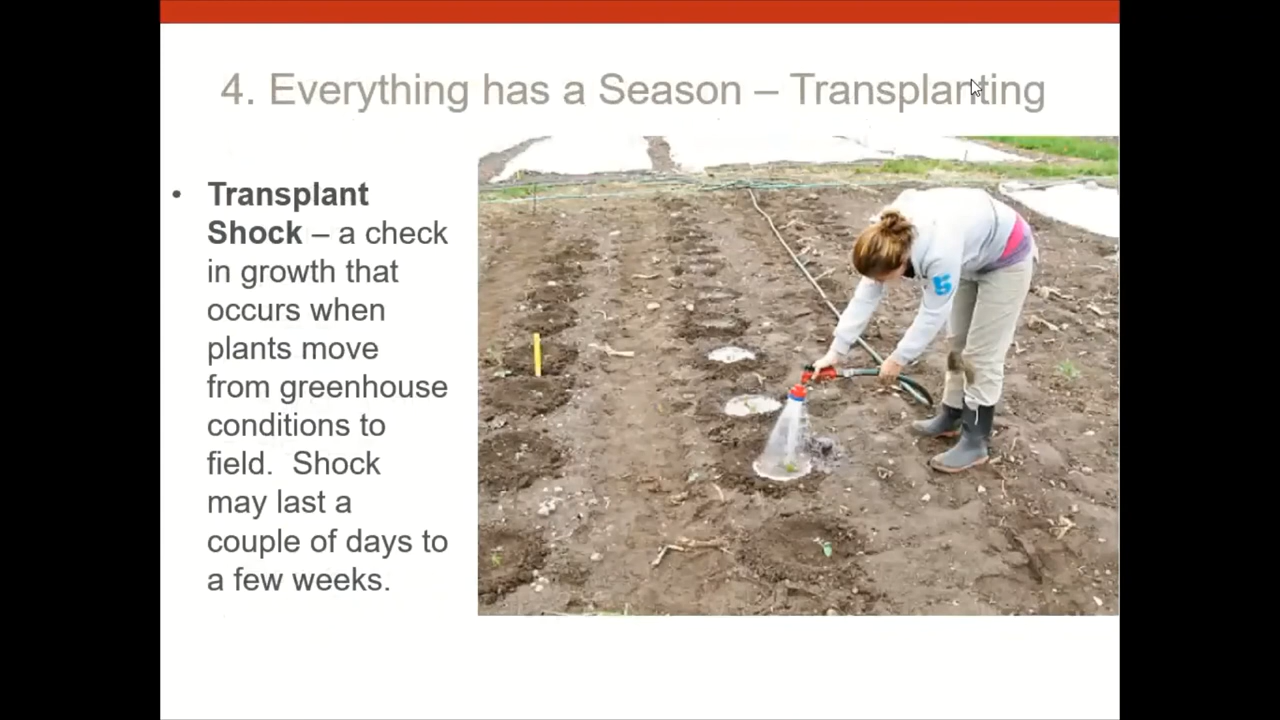 4. Everything has a Season – Transplanting
• Transplant
Shock – a check
in growth that
occurs when
plants move
from greenhouse
conditions to
field.  Shock
may last a
couple of days to
a few weeks.
5